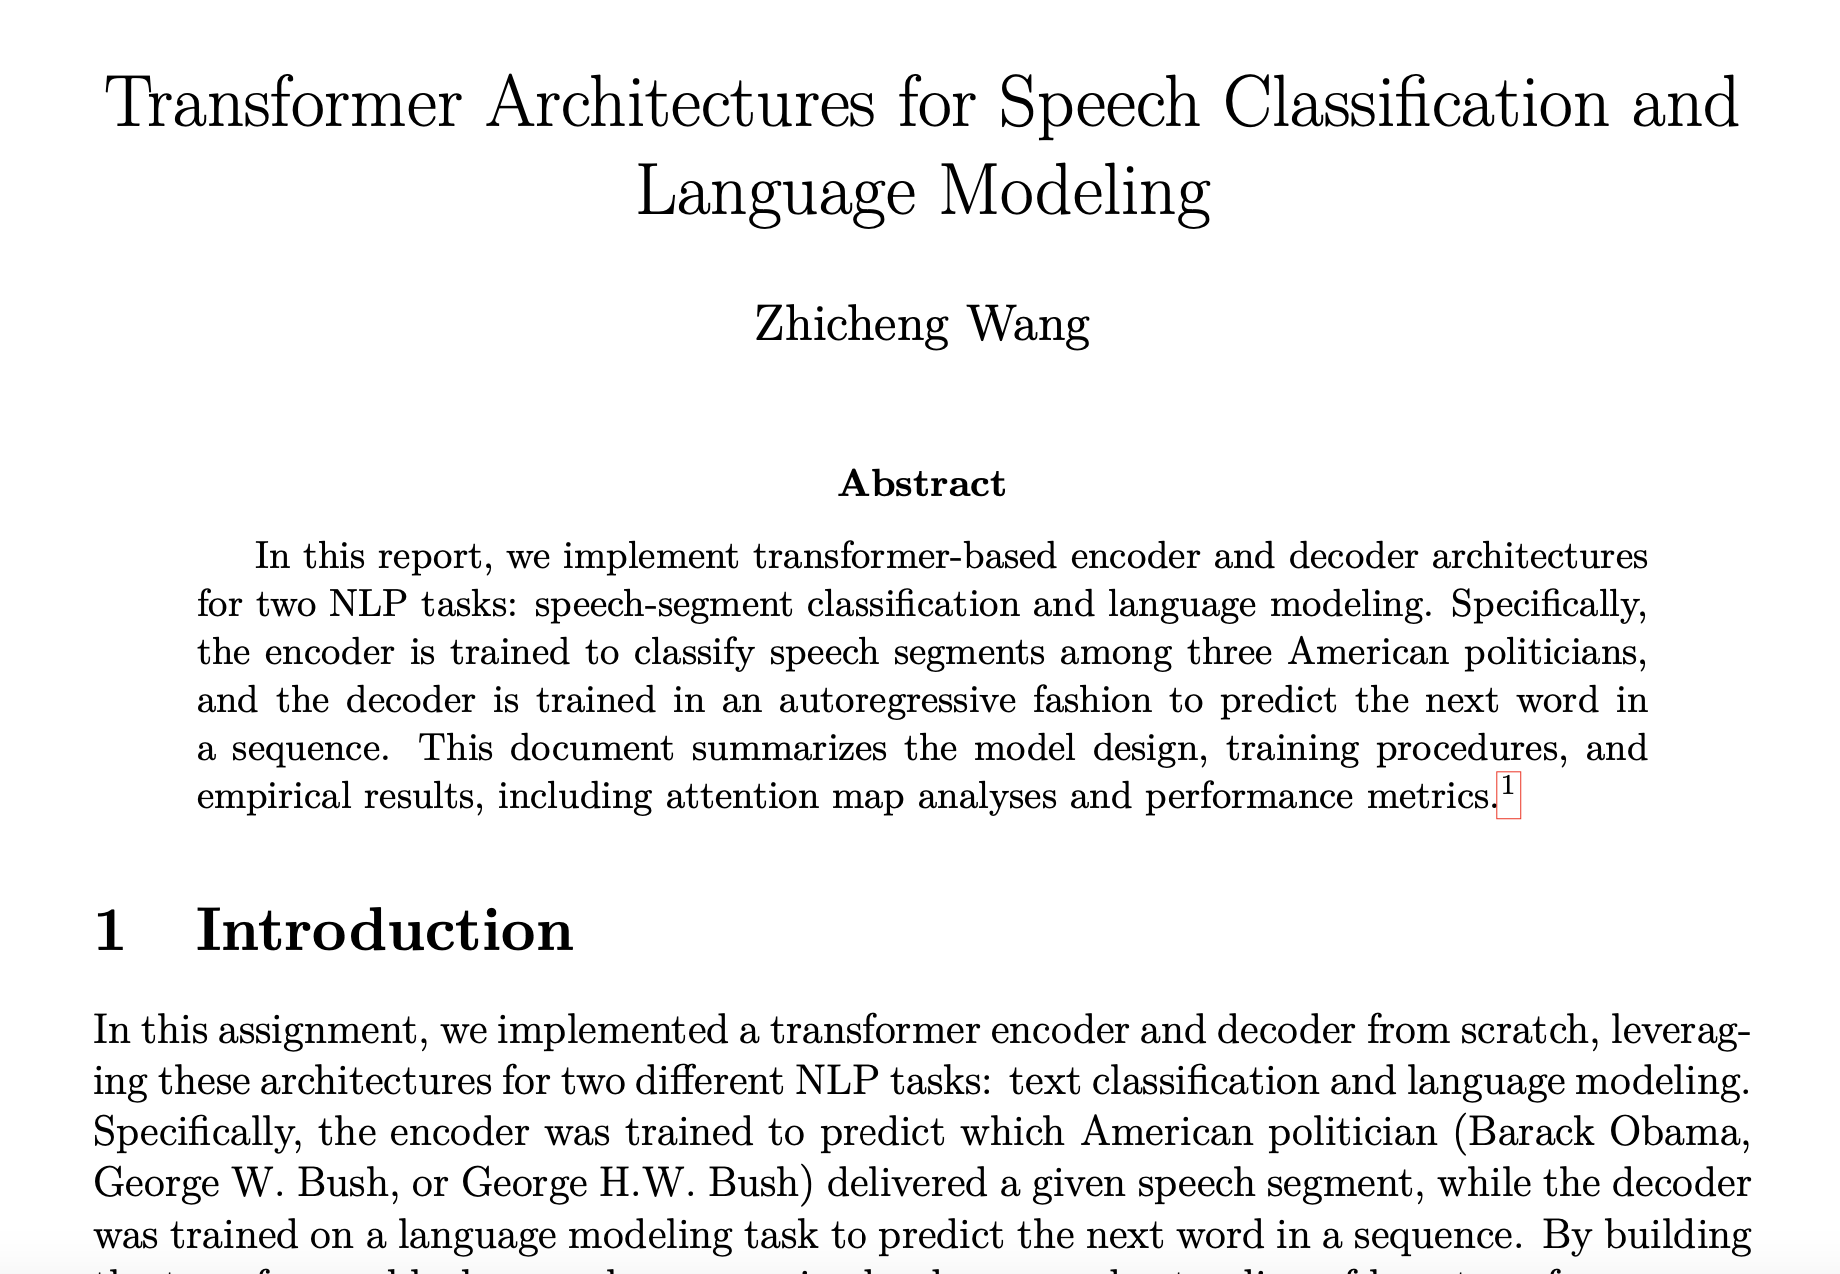 Transformer Architectures for Speech Classification and
Language Modeling
Zhicheng Wang
Abstract
In this report, we implement transformer-based encoder and decoder architectures
for two NLP tasks: speech-segment classification and language modeling. Specifically,
the encoder is trained to classify speech segments among three American politicians,
and the decoder is trained in an autoregressive fashion to predict the next word in
a sequence. This document summarizes the model design, training procedures, and
empirical results, including attention map analyses and performance metrics.1
1 Introduction
In this assignment, we implemented a transformer encoder and decoder from scratch, leverag-
ing these architectures for two different NLP tasks: text classification and language modeling.
Specifically, the encoder was trained to predict which American politician (Barack Obama,
George W. Bush, or George H.W. Bush) delivered a given speech segment, while the decoder
was trained on a language modeling task to predict the next word in a sequence. By building